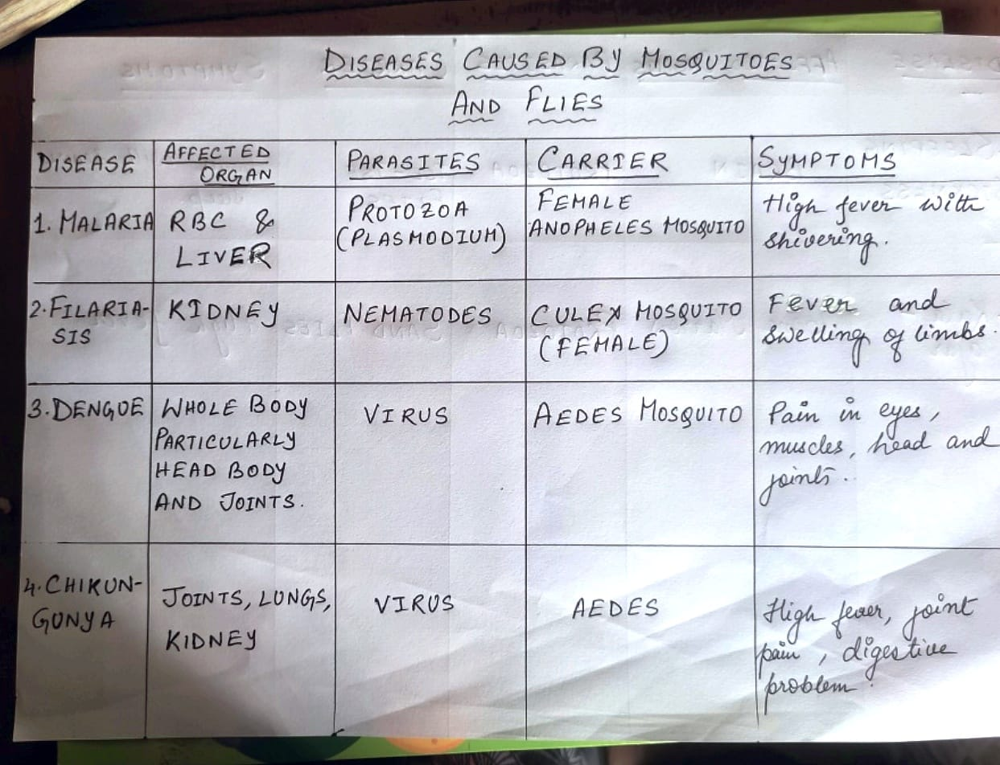 DISEASES CAUSED BY MOSQUITOES
AND FLIES
DISEASE
AFFECTED
ORGAN
PARASITES
CARRIER
SYMPTOMS
1. MALARIA
RBC &
LIVER
PROTOZOA
(PLASMODIUM)
FEMALE
ANOPHELES MOSQUITO
High fever with
shivering.
2. FILARIA-
SIS
KIDNEY
NEMATODES
CULEX MOSQUITO
(FEMALE)
Fever and
swelling of limbs.
3. DENGUE
WHOLE BODY
PARTICULARLY
HEAD BODY
AND JOINTS.
VIRUS
AEDES MOSQUITO
Pain in eyes,
muscles, head and
joints..
4. CHIKUN-
GUNYA
JOINTS, LUNGS,
KIDNEY
VIRUS
AEDES
High fever, joint
pain, digestive
problem.